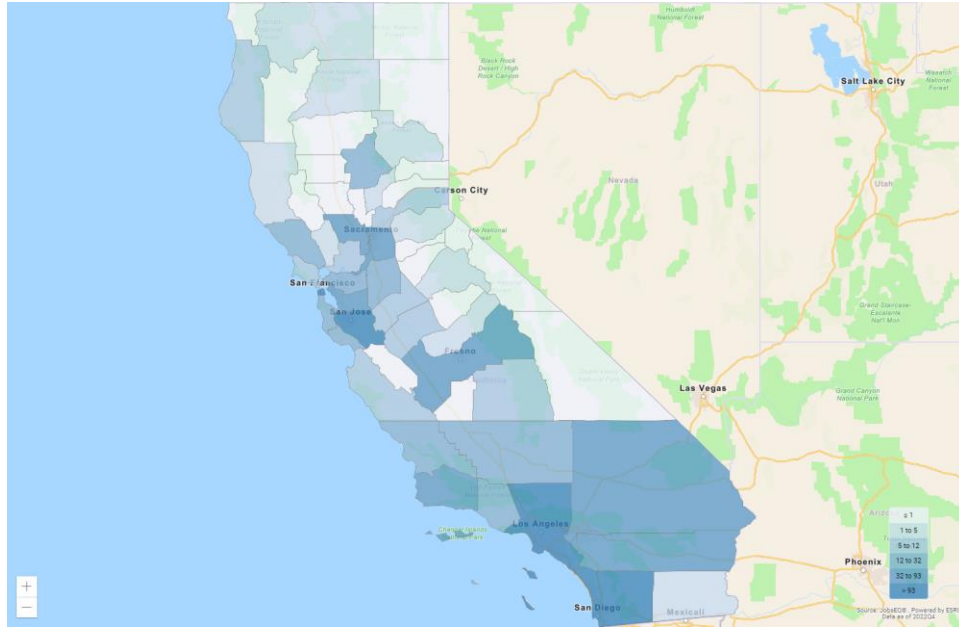 Humboldt
National Forest
Black Rock
Desert / High
Rock Canyon
Salt Lake City
Wasatch
National
Forest
Nevada
Utah
Carson City
Sacramento
San Francisco
San Jose
Fresno
Grand Staircase-
Escalante
Nat'l Mon
Las Vegas
Grand Canyon
National Park
Los Angeles
Phoenix
San Diego
Mexicali
≤ 1
1 to 5
5 to 12
12 to 32
32 to 93
> 93
+
−
Source: JobsEQ® , Powered by ESRI
Data as of 2022Q4